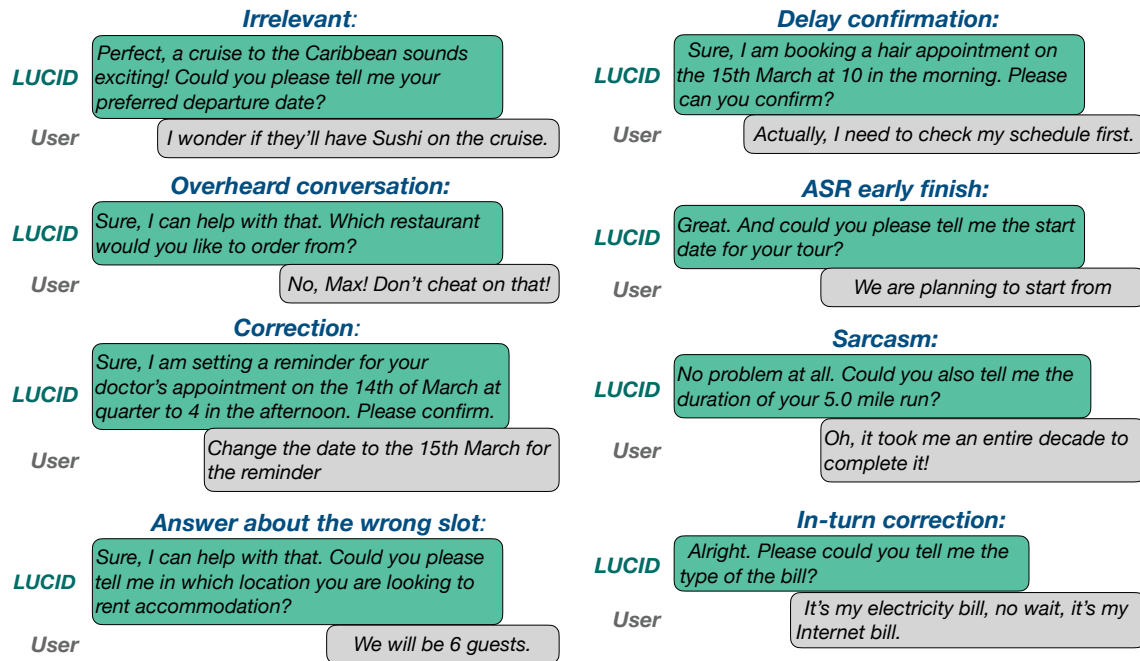 Irrelevant:
LUCID
Perfect, a cruise to the Caribbean sounds
exciting! Could you please tell me your
preferred departure date?
User
I wonder if they'll have Sushi on the cruise.
Overheard conversation:
LUCID
Sure, I can help with that. Which restaurant
would you like to order from?
User
No, Max! Don't cheat on that!
Correction:
LUCID
Sure, I am setting a reminder for your
doctor's appointment on the 14th of March at
quarter to 4 in the afternoon. Please confirm.
User
Change the date to the 15th March for
the reminder
Answer about the wrong slot:
LUCID
Sure, I can help with that. Could you please
tell me in which location you are looking to
rent accommodation?
User
We will be 6 guests.
Delay confirmation:
LUCID
Sure, I am booking a hair appointment on
the 15th March at 10 in the morning. Please
can you confirm?
User
Actually, I need to check my schedule first.
ASR early finish:
LUCID
Great. And could you please tell me the start
date for your tour?
User
We are planning to start from
Sarcasm:
LUCID
No problem at all. Could you also tell me the
duration of your 5.0 mile run?
User
Oh, it took me an entire decade to
complete it!
In-turn correction:
LUCID
Alright. Please could you tell me the
type of the bill?
User
It's my electricity bill, no wait, it's my
Internet bill.